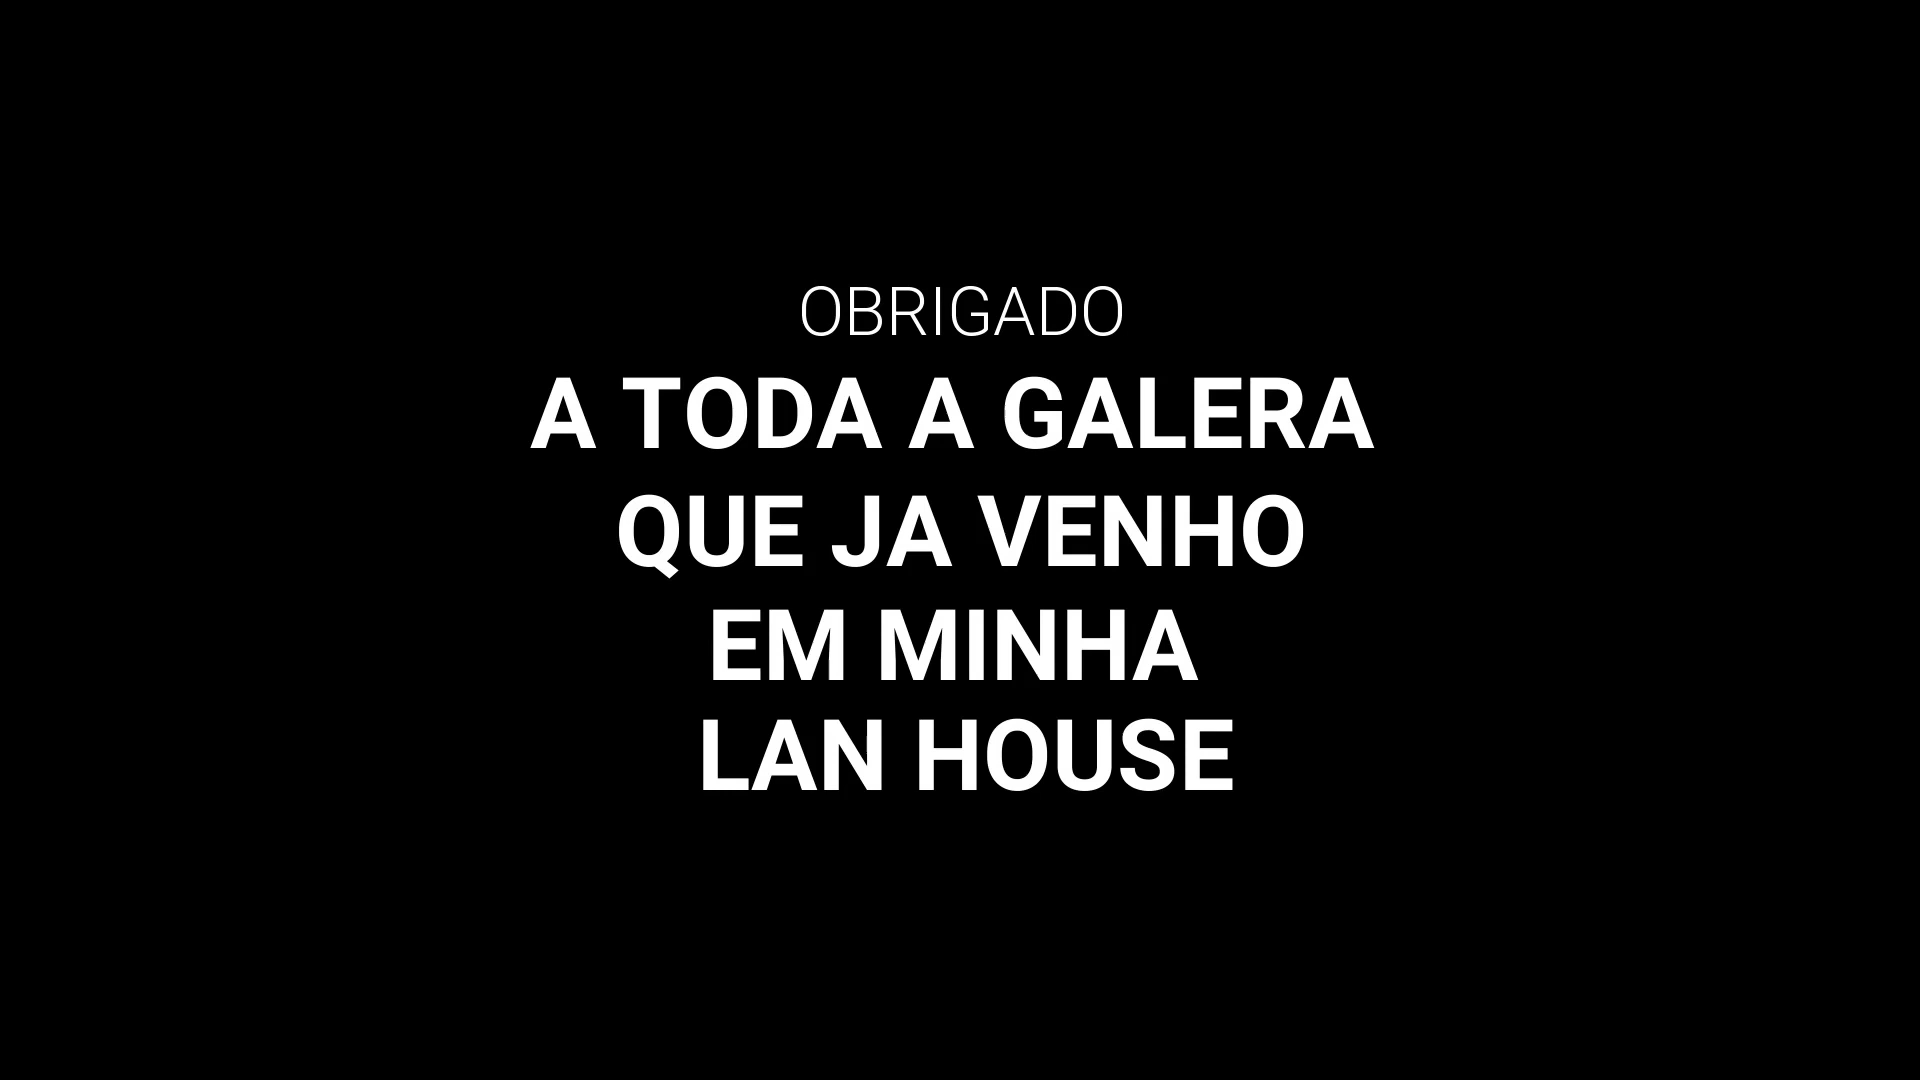 OBRIGADO
A TODA A GALERA
QUE JA VENHO
EM MINHA
LAN HOUSE